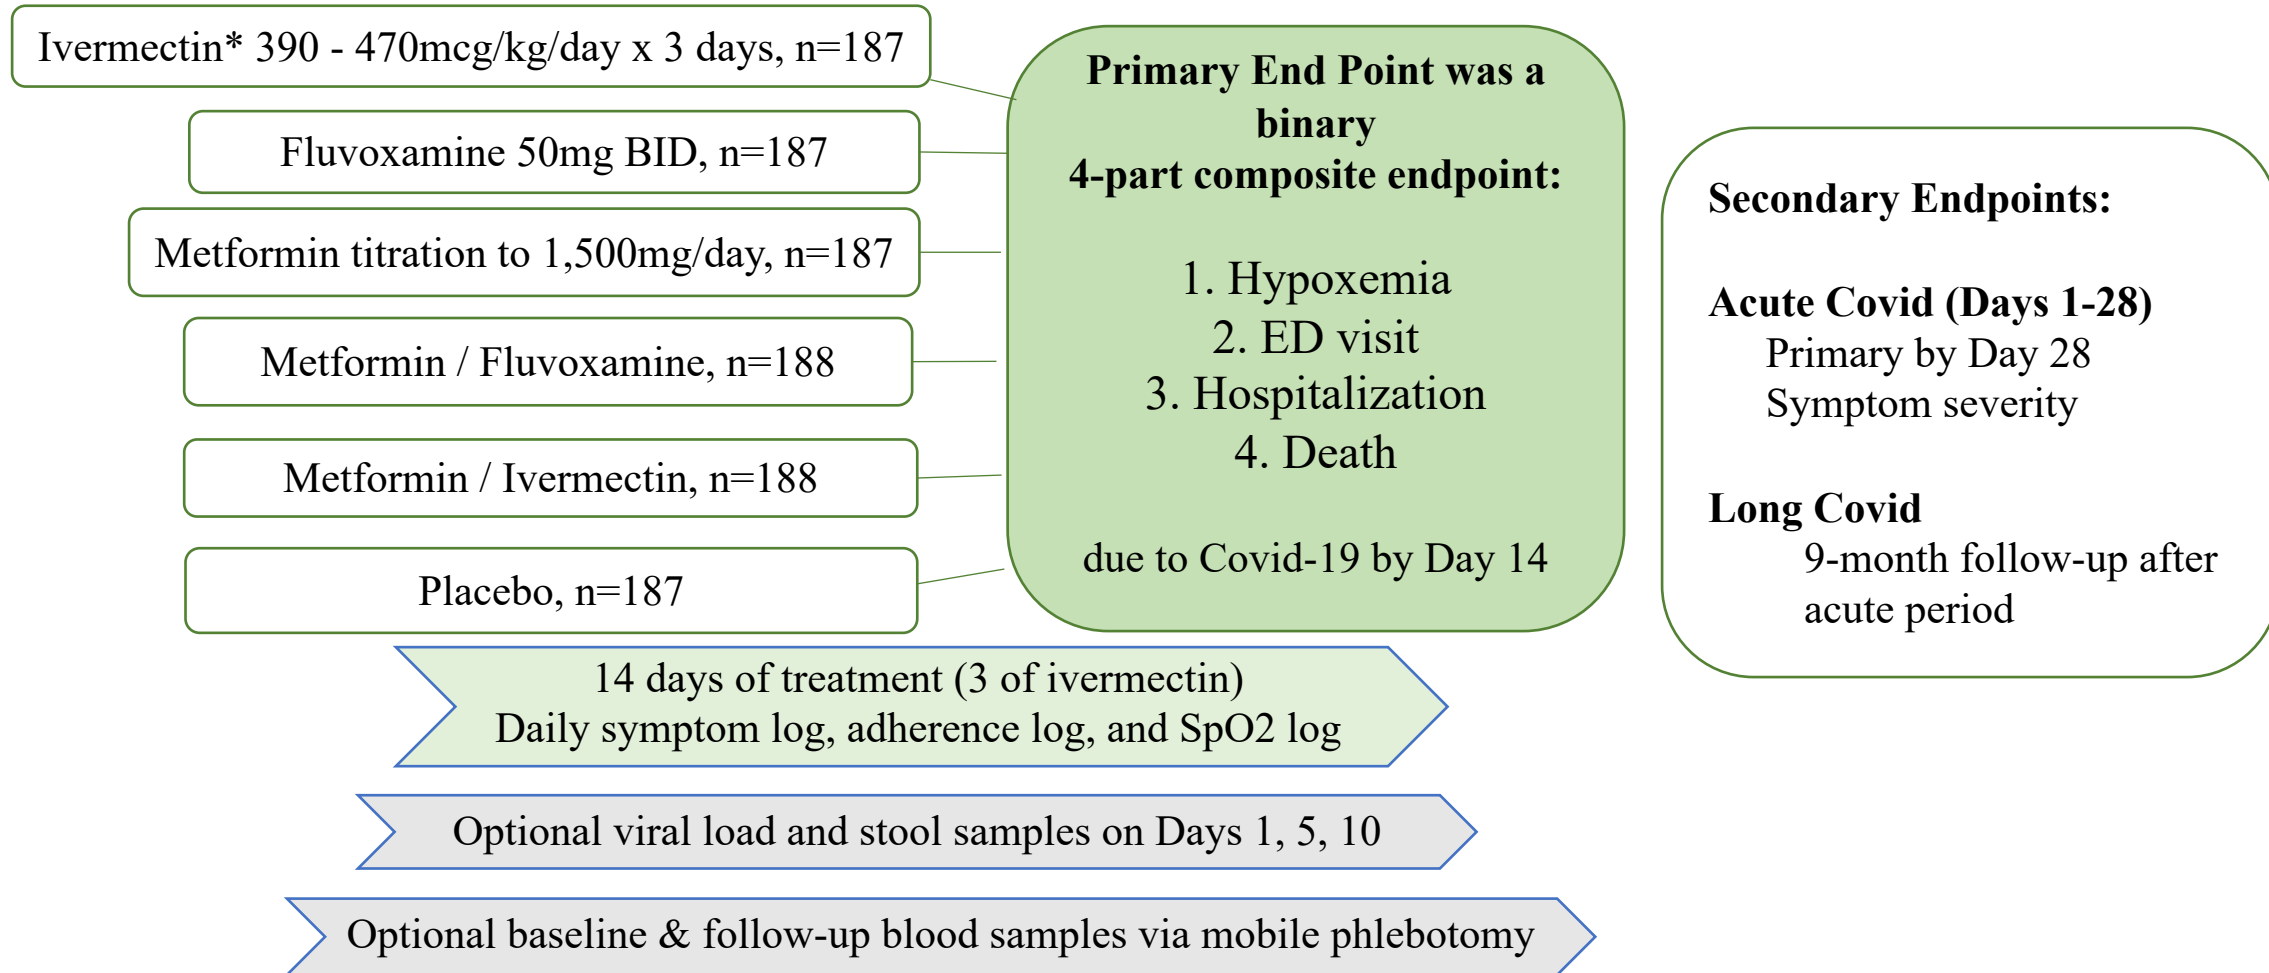 Ivermectin* 390 - 470mcg/kg/day x 3 days, n=187
Fluvoxamine 50mg BID, n=187
Metformin titration to 1,500mg/day, n=187
Metformin / Fluvoxamine, n=188
Metformin / Ivermectin, n=188
Placebo, n=187
Primary End Point was a
binary
4-part composite endpoint:
1. Hypoxemia
2. ED visit
3. Hospitalization
4. Death
due to Covid-19 by Day 14
Secondary Endpoints:
Acute Covid (Days 1-28)
Primary by Day 28
Symptom severity
Long Covid
9-month follow-up after
acute period
14 days of treatment (3 of ivermectin)
Daily symptom log, adherence log, and SpO2 log
Optional viral load and stool samples on Days 1, 5, 10
Optional baseline & follow-up blood samples via mobile phlebotomy